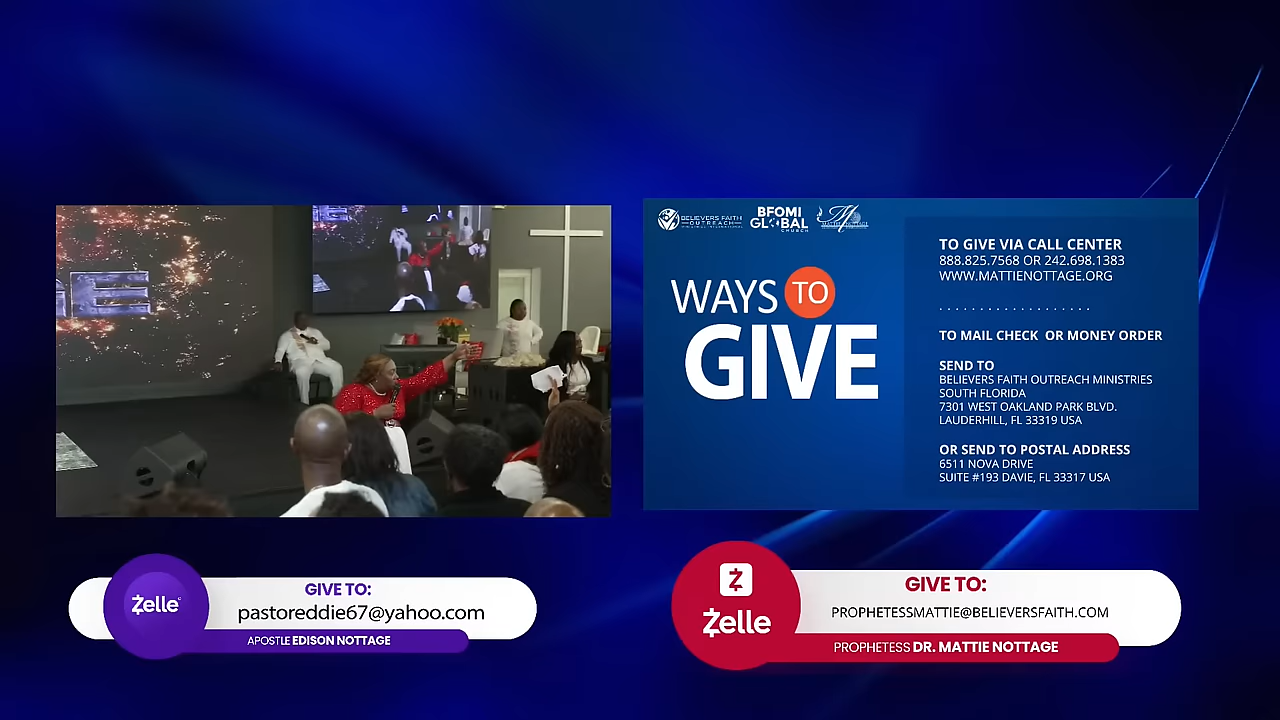 BELIEVERS FAITH
OUTREACH
BFOMI
GLOBAL
CHURCH
WAYS TO
GIVE
TO GIVE VIA CALL CENTER
888.825.7568 OR 242.698.1383
WWW.MATTIENOTTAGE.ORG
. . . . . . . . . . . . . . . . . . .
TO MAIL CHECK OR MONEY ORDER
SEND TO
BELIEVERS FAITH OUTREACH MINISTRIES
SOUTH FLORIDA
7301 WEST OAKLAND PARK BLVD.
LAUDERHILL, FL 33319 USA
OR SEND TO POSTAL ADDRESS
6511 NOVA DRIVE
SUITE #193 DAVIE, FL 33317 USA
Zelle
GIVE TO:
pastoreddie67@yahoo.com
APOSTLE EDISON NOTTAGE
Z
Zelle
GIVE TO:
PROPHETESSMATTIE@BELIEVERSFAITH.COM
PROPHETESS DR. MATTIE NOTTAGE